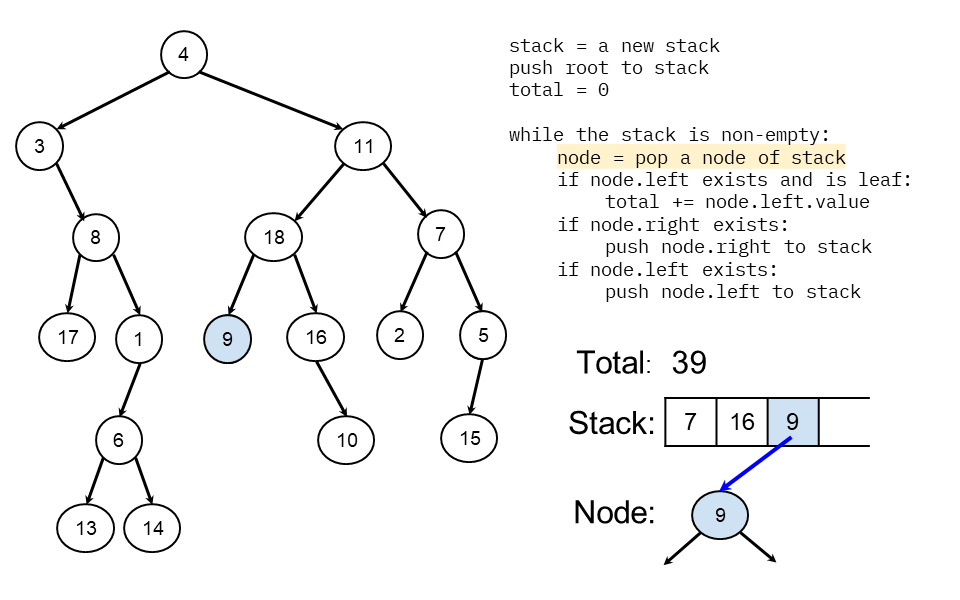 4
3
11
8
18
7
17
1
9
16
2
5
6
10
15
13
14
stack = a new stack
push root to stack
total = 0
while the stack is non-empty:
node = pop a node of stack
if node.left exists and is leaf:
total += node.left.value
if node.right exists:
push node.right to stack
if node.left exists:
push node.left to stack
Total: 39
Stack: 7 16 9
Node: 9